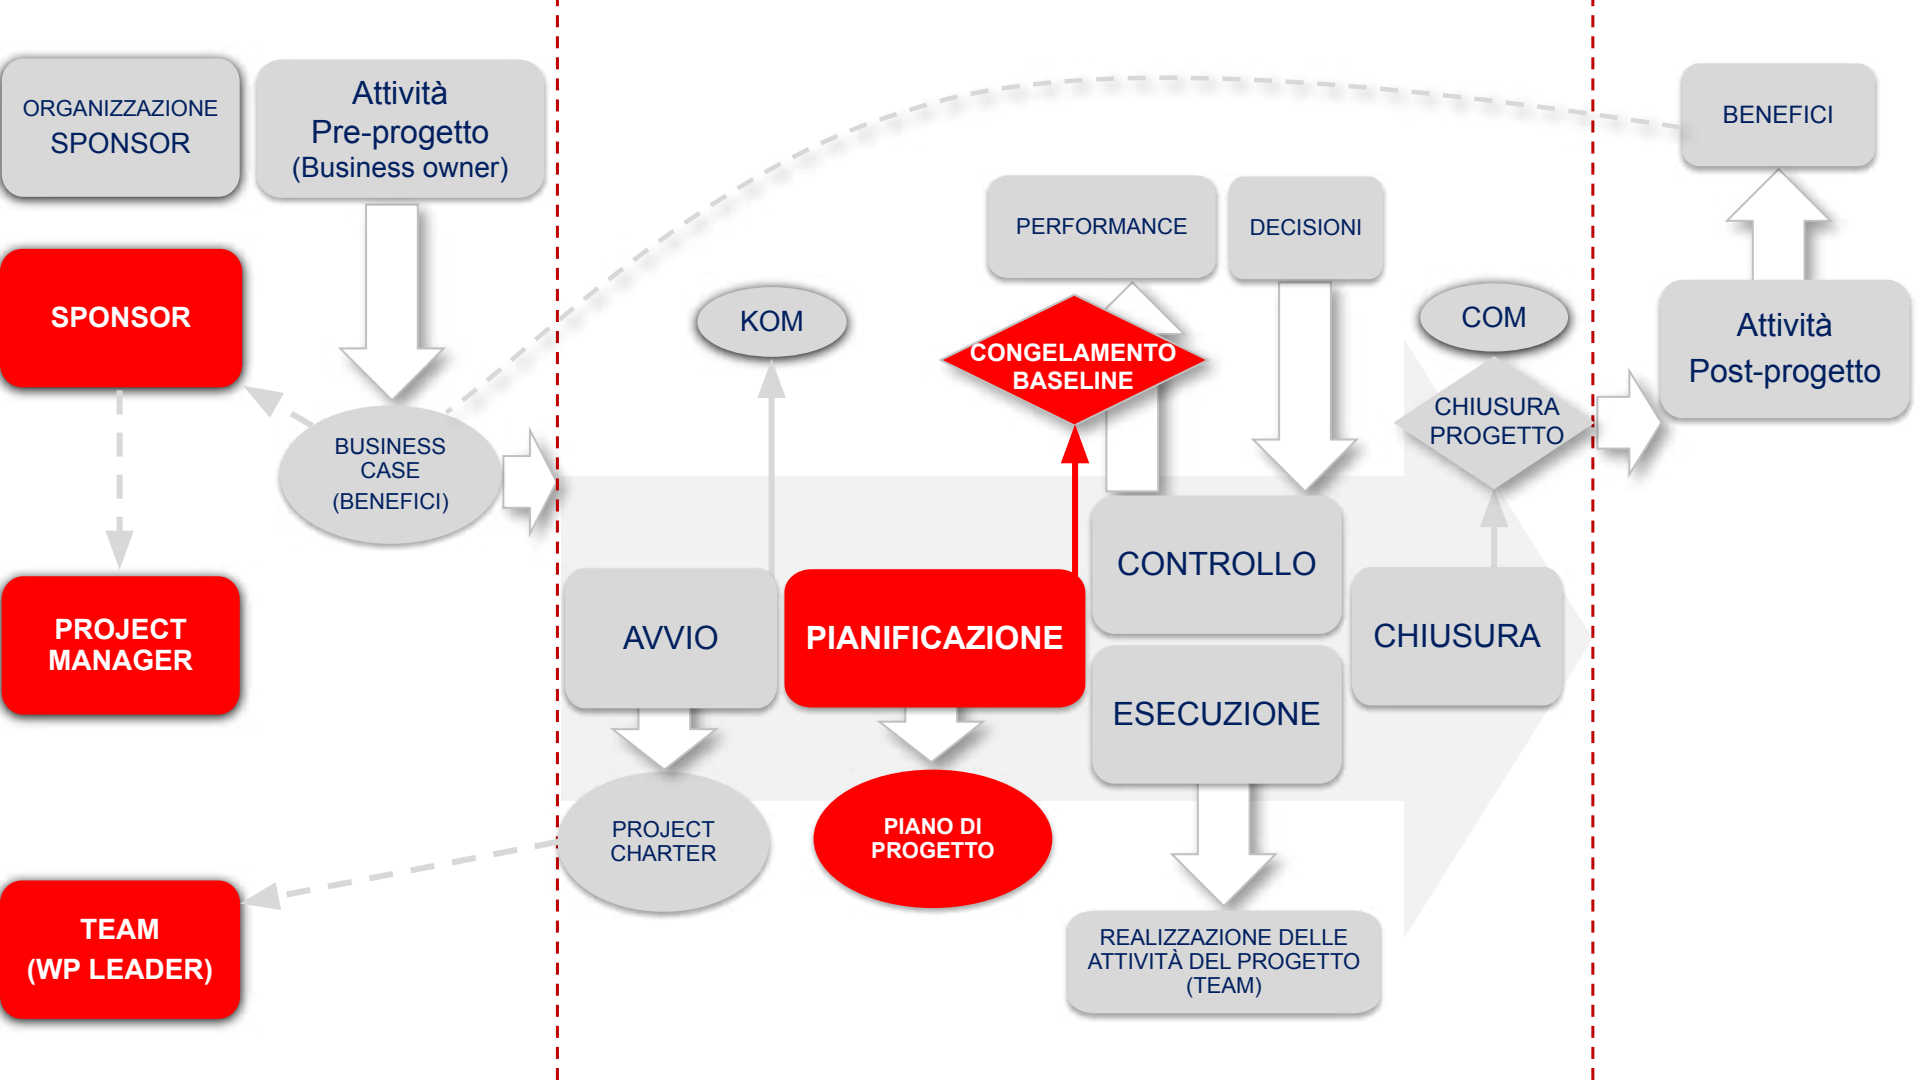 ORGANIZZAZIONE
SPONSOR
Attività
Pre-progetto
(Business owner)
BENEFICI
PERFORMANCE
DECISIONI
SPONSOR
KOM
COM
CONGELAMENTO
BASELINE
Attività
Post-progetto
CHIUSURA
PROGETTO
BUSINESS
CASE
(BENEFICI)
CONTROLLO
PROJECT
MANAGER
AVVIO
PIANIFICAZIONE
CHIUSURA
ESECUZIONE
PROJECT
CHARTER
PIANO DI
PROGETTO
TEAM
(WP LEADER)
REALIZZAZIONE DELLE
ATTIVITÀ DEL PROGETTO
(TEAM)